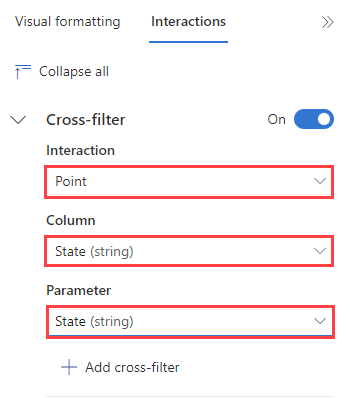 Visual formatting Interactions
Collapse all
Cross-filter On
Interaction
Point
Column
State (string)
Parameter
State (string)
Add cross-filter